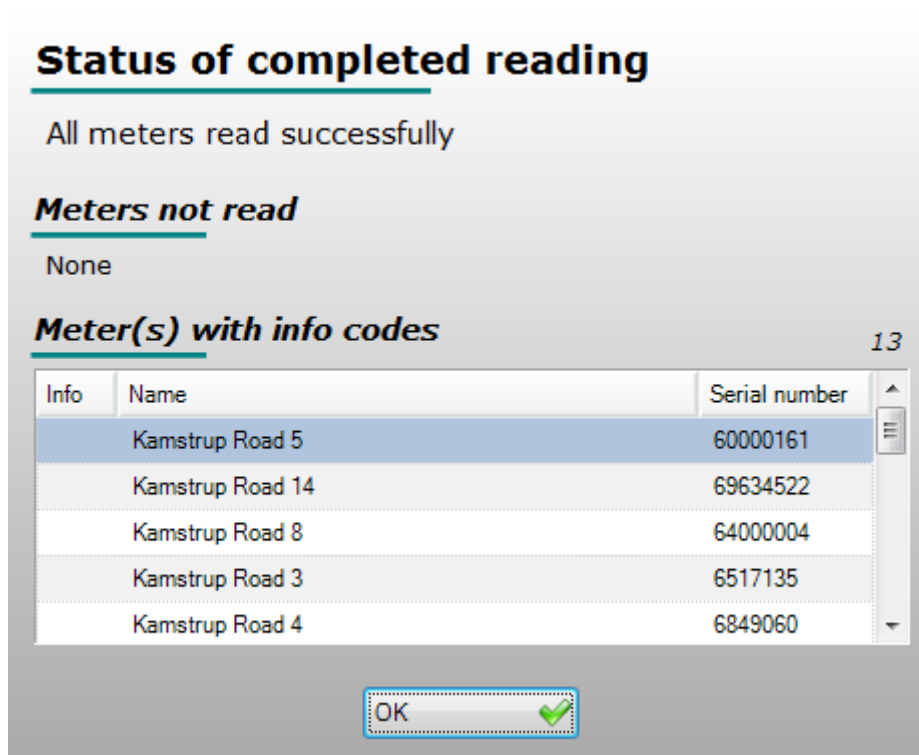 Status of completed reading
All meters read successfully
Meters not read
None
Meter(s) with info codes
13
Info Name Serial number
Kamstrup Road 5 60000161
Kamstrup Road 14 69634522
Kamstrup Road 8 64000004
Kamstrup Road 3 6517135
Kamstrup Road 4 6849060
OK